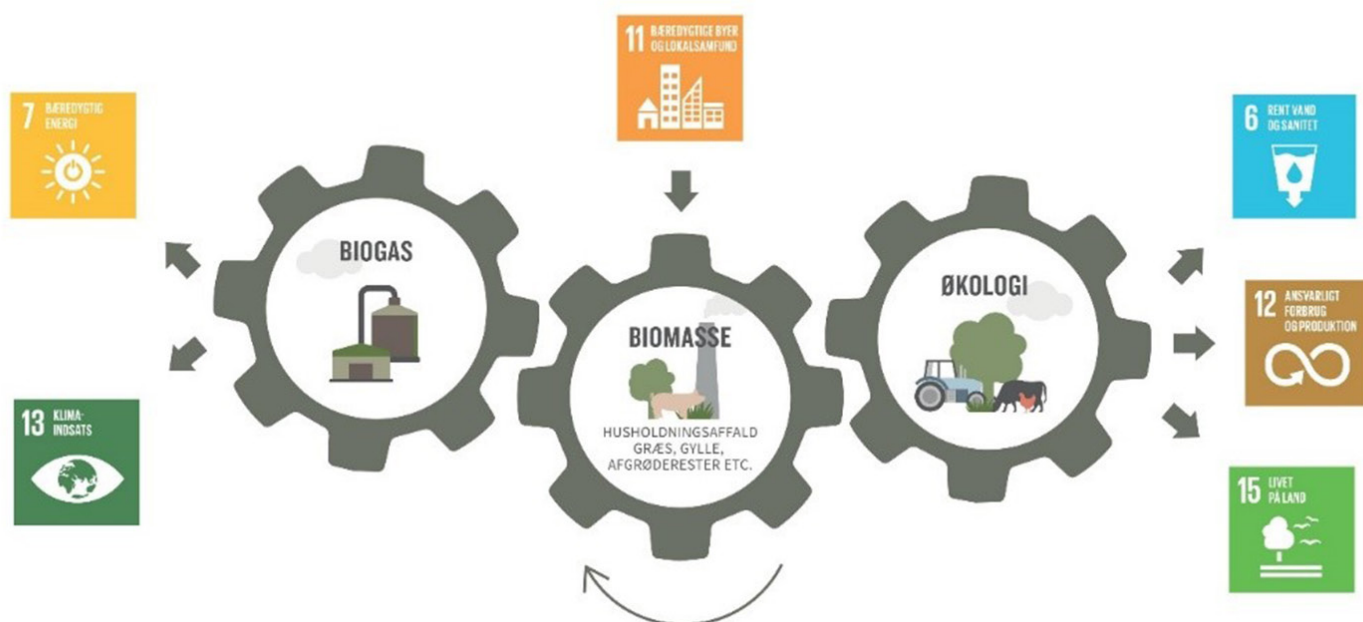 11 BÆREDYGTIGE BYER
OG LOKALSAMFUND
7 BÆREDYGTIG
ENERGI
6 RENT VAND
OG SANITET
BIOGAS
ØKOLOGI
12 ANSVARLIGT
FORBRUG
OG PRODUKTION
BIOMASSE
13 KLIMA-
INDSATS
HUSHOLDNINGSAFFALD
GRÆS, GYLLE,
AFGRØDERESTER ETC.
15 LIVET
PÅ LAND